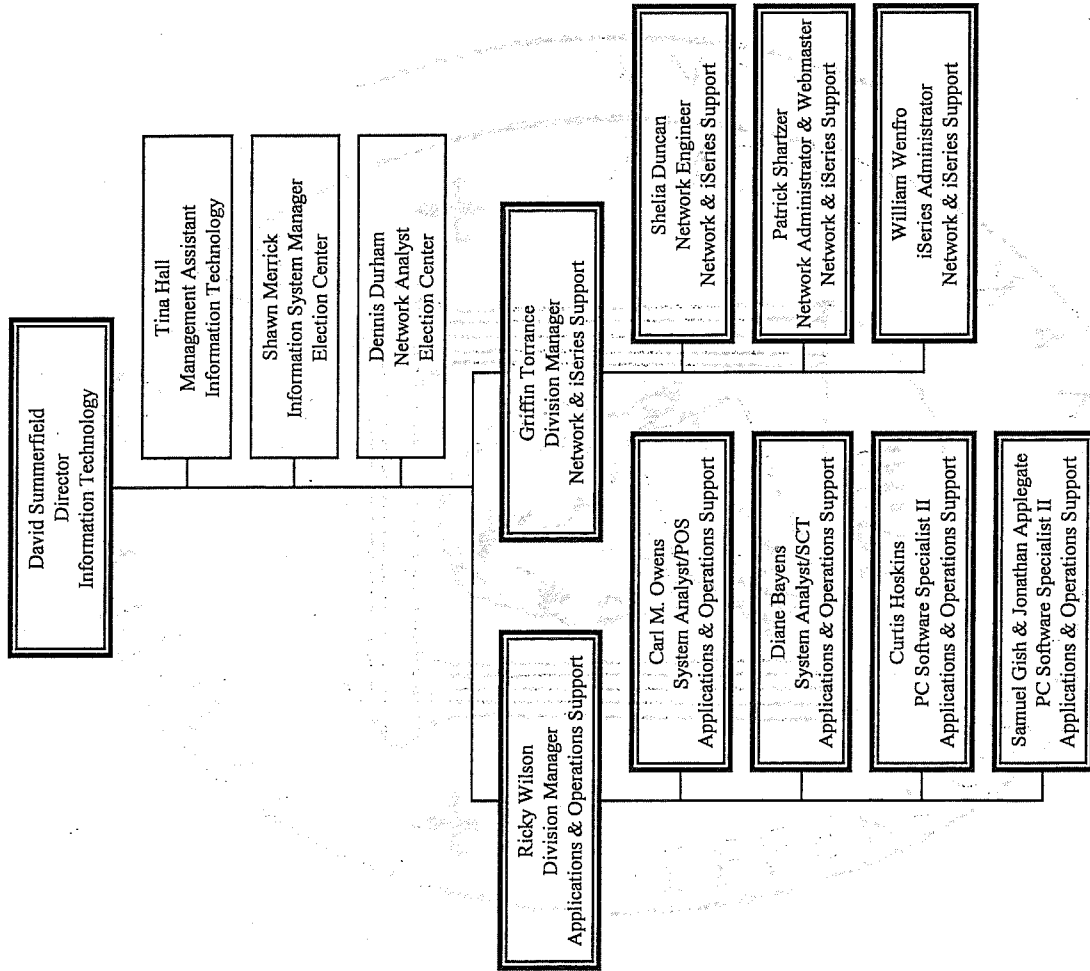 David Summerfield
Director
Information Technology
Tina Hall
Management Assistant
Information Technology
Shawn Merrick
Information System Manager
Election Center
Dennis Durham
Network Analyst
Election Center
Ricky Wilson
Division Manager
Applications & Operations Support
Griffin Torrance
Division Manager
Network & iSeries Support
Carl M. Owens
System Analyst/POS
Applications & Operations Support
Diane Bayens
System Analyst/SCT
Applications & Operations Support
Curtis Hoskins
PC Software Specialist II
Applications & Operations Support
Samuel Gish & Jonathan Applegate
PC Software Specialist II
Applications & Operations Support
Shelia Duncan
Network Engineer
Network & iSeries Support
Patrick Shartzer
Network Administrator & Webmaster
Network & iSeries Support
William Wenfro
iSeries Administrator
Network & iSeries Support